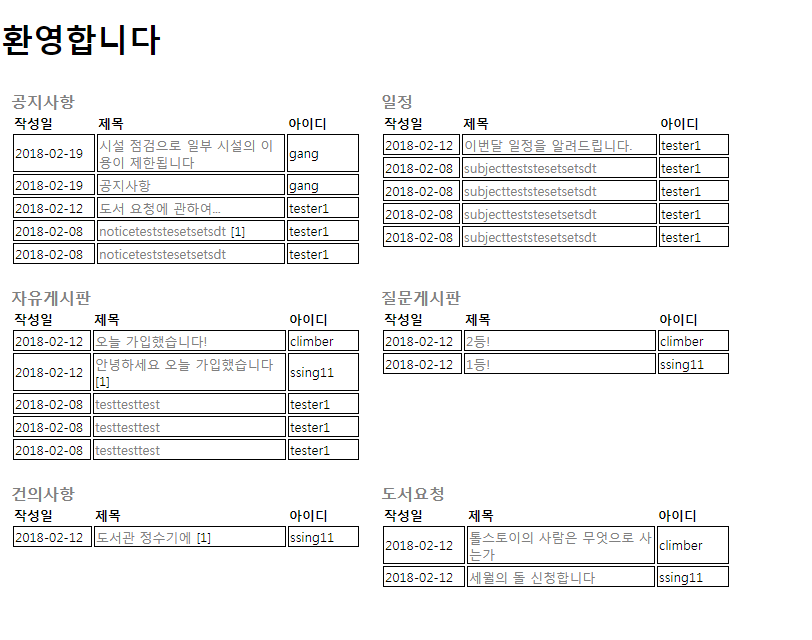 환영합니다
공지사항
작성일 제목 아이디
2018-02-19 시설 점검으로 일부 시설의 이
용이 제한됩니다 gang
2018-02-19 공지사항 gang
2018-02-12 도서 요청에 관하여... tester1
2018-02-08 noticeteststesetsetsdt [1] tester1
2018-02-08 noticeteststesetsetsdt tester1
일정
작성일 제목 아이디
2018-02-12 이번달 일정을 알려드립니다. tester1
2018-02-08 subjectteststesetsetsdt tester1
2018-02-08 subjectteststesetsetsdt tester1
2018-02-08 subjectteststesetsetsdt tester1
2018-02-08 subjectteststesetsetsdt tester1
자유게시판
작성일 제목 아이디
2018-02-12 오늘 가입했습니다! climber
2018-02-12 안녕하세요 오늘 가입했습니다
[1] ssing11
2018-02-08 testtesttest tester1
2018-02-08 testtesttest tester1
2018-02-08 testtesttest tester1
질문게시판
작성일 제목 아이디
2018-02-12 2등! climber
2018-02-12 1등! ssing11
건의사항
작성일 제목 아이디
2018-02-12 도서관 정수기에 [1] ssing11
도서요청
작성일 제목 아이디
2018-02-12 톨스토이의 사람은 무엇으로 사
는가 climber
2018-02-12 세월의 돌 신청합니다 ssing11